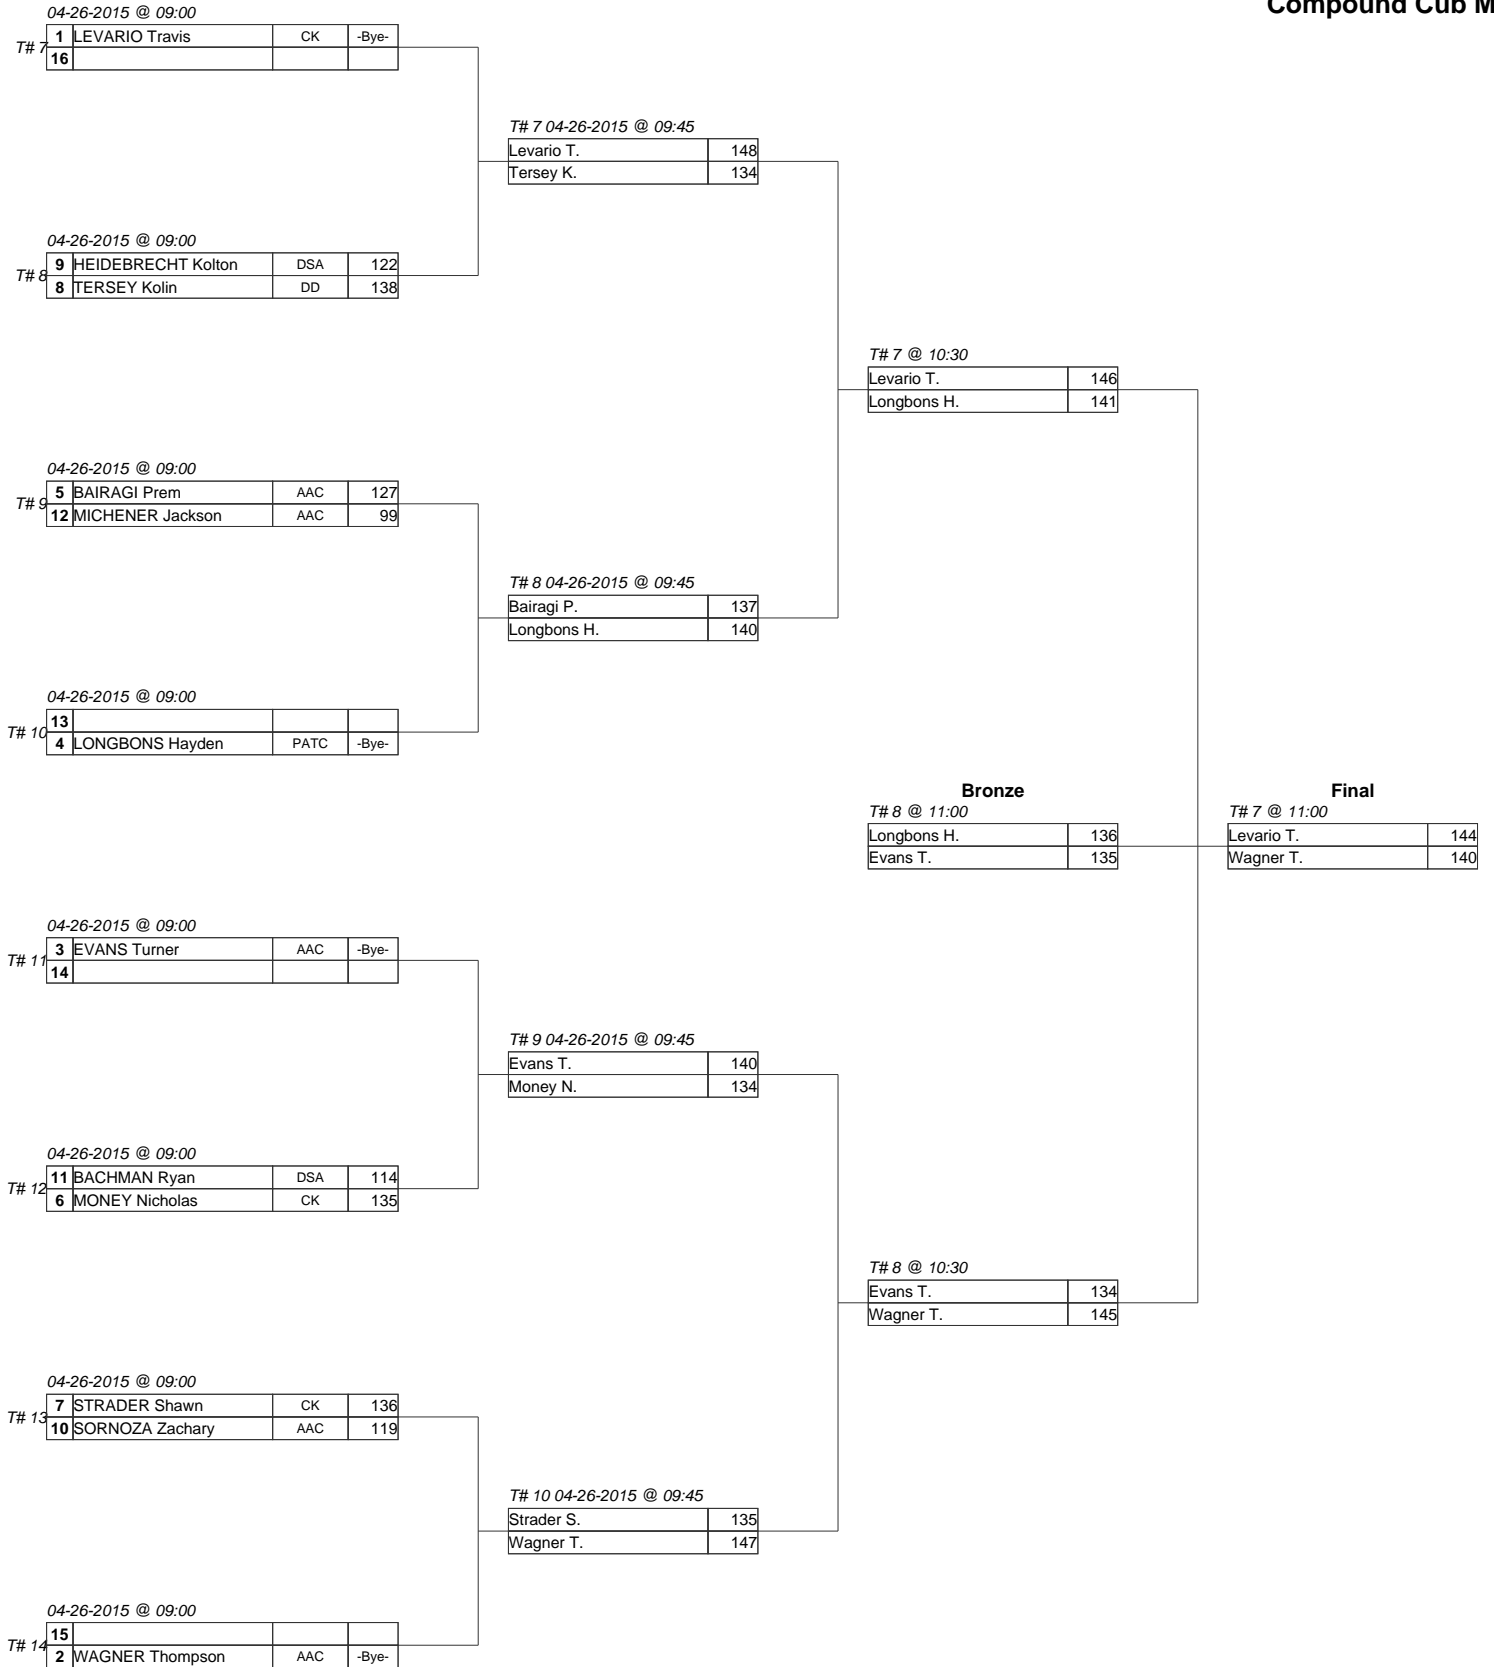 Compound Cub M
04-26-2015 @ 09:00
T# 7
1 LEVARIO Travis CK -Bye-
16
T# 7 04-26-2015 @ 09:45
Levario T. 148
Tersey K. 134
04-26-2015 @ 09:00
T# 8
9 HEIDEBRECHT Kolton DSA 122
8 TERSEY Kolin DD 138
T# 7 @ 10:30
Levario T. 146
Longbons H. 141
04-26-2015 @ 09:00
T# 9
5 BAIRAGI Prem AAC 127
12 MICHENER Jackson AAC 99
T# 8 04-26-2015 @ 09:45
Bairagi P. 137
Longbons H. 140
04-26-2015 @ 09:00
T# 10
13
4 LONGBONS Hayden PATC -Bye-
Bronze
T# 8 @ 11:00
Longbons H. 136
Evans T. 135
Final
T# 7 @ 11:00
Levario T. 144
Wagner T. 140
04-26-2015 @ 09:00
T# 11
3 EVANS Turner AAC -Bye-
14
T# 9 04-26-2015 @ 09:45
Evans T. 140
Money N. 134
04-26-2015 @ 09:00
T# 12
11 BACHMAN Ryan DSA 114
6 MONEY Nicholas CK 135
T# 8 @ 10:30
Evans T. 134
Wagner T. 145
04-26-2015 @ 09:00
T# 13
7 STRADER Shawn CK 136
10 SORNOZA Zachary AAC 119
T# 10 04-26-2015 @ 09:45
Strader S. 135
Wagner T. 147
04-26-2015 @ 09:00
T# 14
15
2 WAGNER Thompson AAC -Bye-